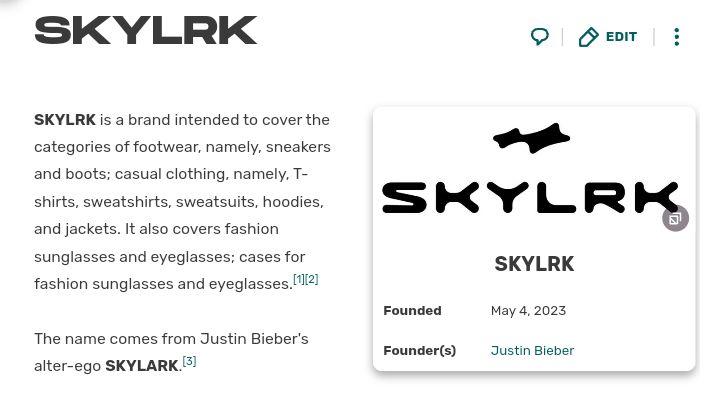 SKYLRK
EDIT
SKYLRK is a brand intended to cover the
categories of footwear, namely, sneakers
and boots; casual clothing, namely, T-
shirts, sweatshirts, sweatsuits, hoodies,
and jackets. It also covers fashion
sunglasses and eyeglasses; cases for
fashion sunglasses and eyeglasses.[1][2]
The name comes from Justin Bieber's
alter-ego SKYLARK.[3]
SKYLRK
SKYLRK
Founded May 4, 2023
Founder(s) Justin Bieber